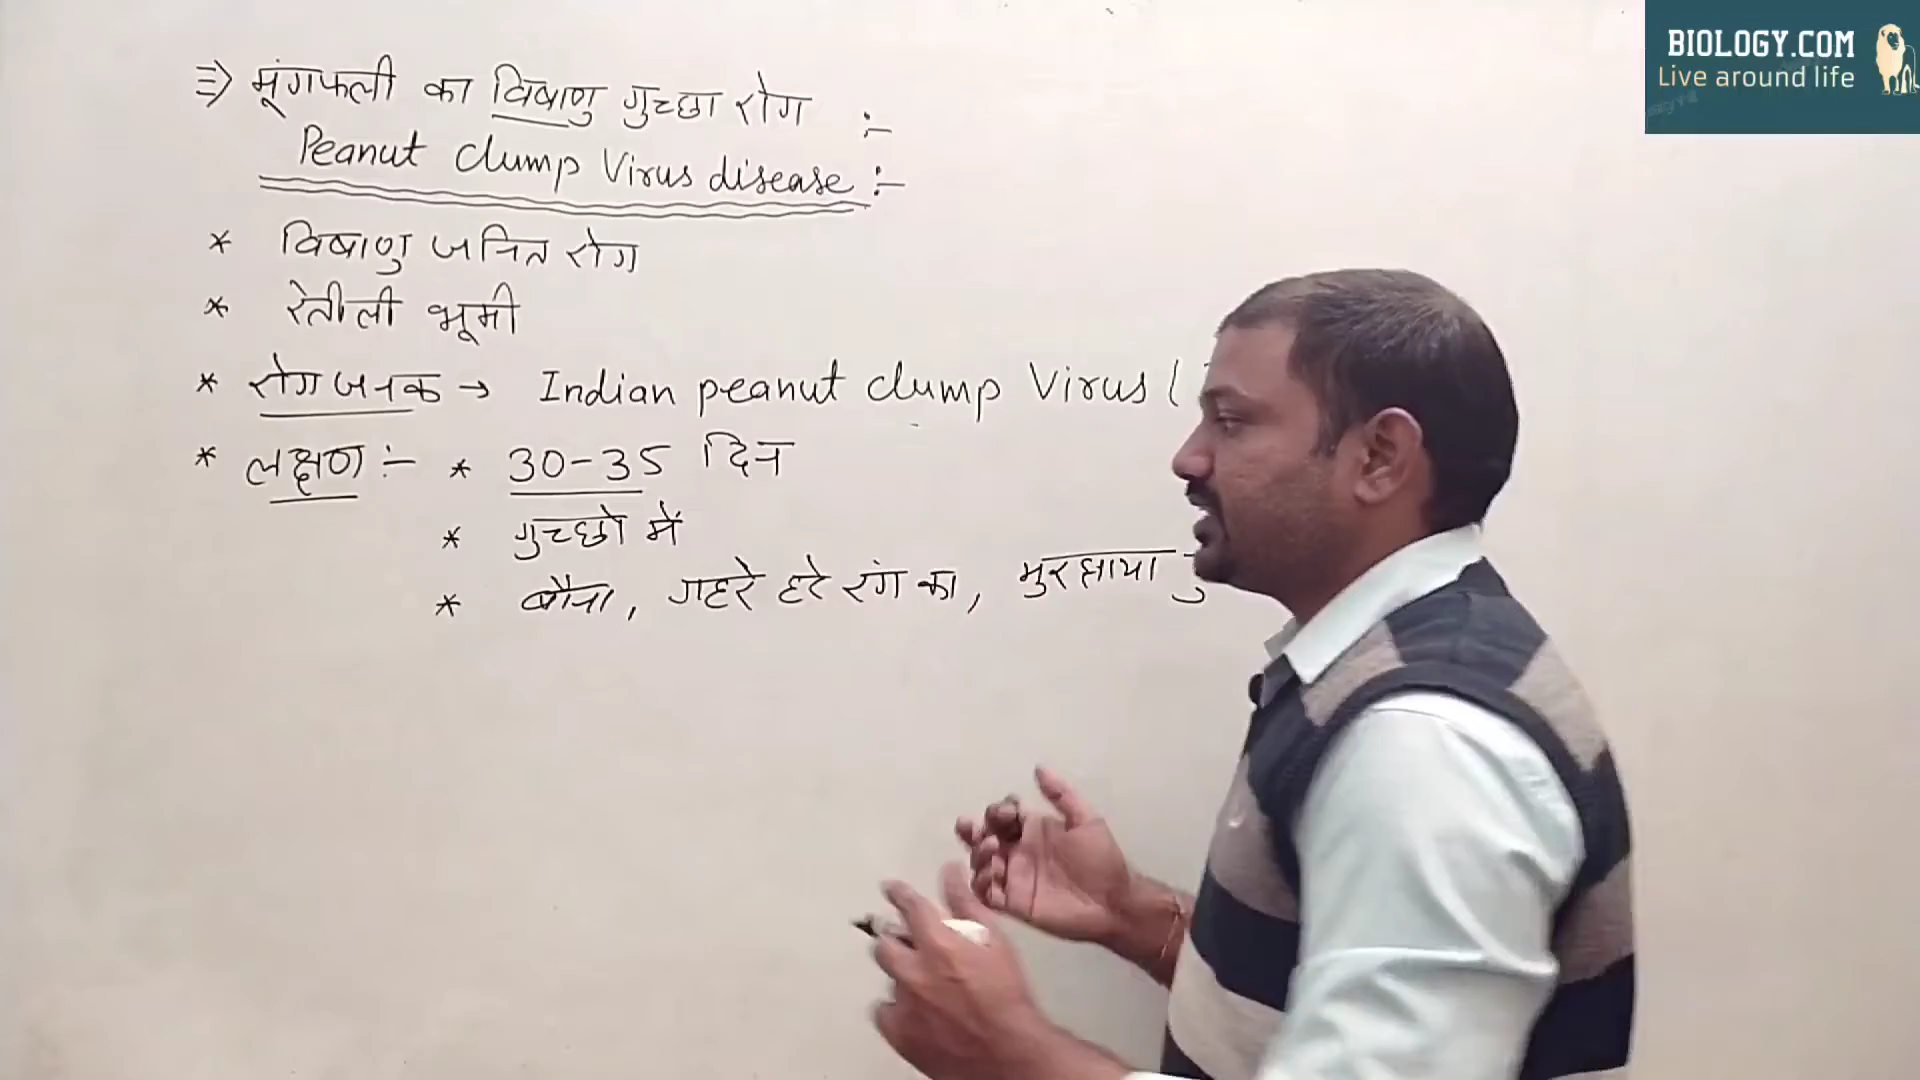 ⇒ मूंगफली का विषाणु गुच्छा रोग :-
Peanut clump Virus disease :-
* विषाणु जनित रोग
* रेतीली भूमी
* रोगजनक → Indian peanut clump Virus (
* लक्षण :- * 30-35 दिन
* गुच्छो में
* बौना, गहरे हरे रंग का, मुरझाया
BIOLOGY.COM
Live around life